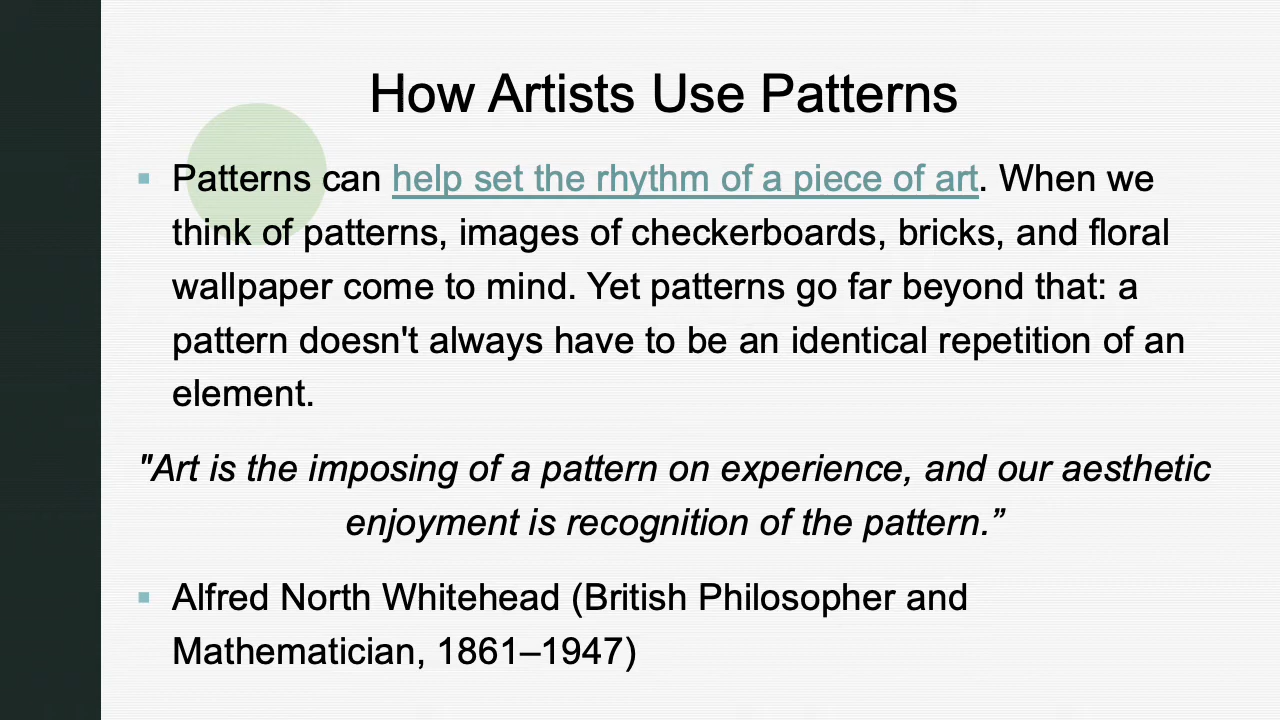 How Artists Use Patterns
▪ Patterns can help set the rhythm of a piece of art. When we
think of patterns, images of checkerboards, bricks, and floral
wallpaper come to mind. Yet patterns go far beyond that: a
pattern doesn't always have to be an identical repetition of an
element.
"Art is the imposing of a pattern on experience, and our aesthetic
enjoyment is recognition of the pattern.”
▪ Alfred North Whitehead (British Philosopher and
Mathematician, 1861–1947)